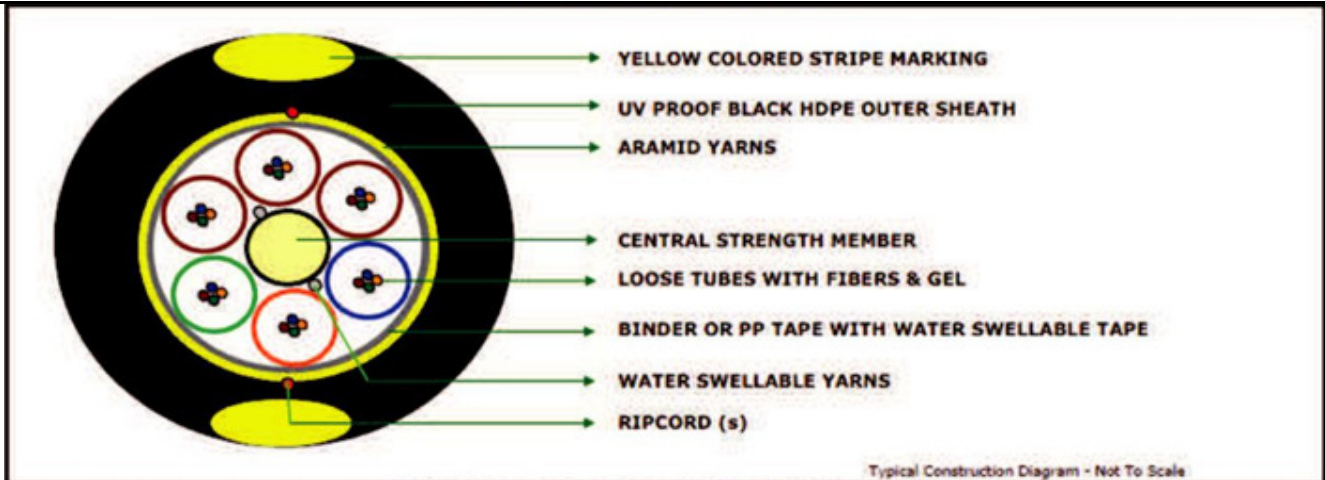 YELLOW COLORED STRIPE MARKING
UV PROOF BLACK HDPE OUTER SHEATH
ARAMID YARNS
CENTRAL STRENGTH MEMBER
LOOSE TUBES WITH FIBERS & GEL
BINDER OR PP TAPE WITH WATER SWELLABLE TAPE
WATER SWELLABLE YARNS
RIPCORD (s)
Typical Construction Diagram - Not To Scale